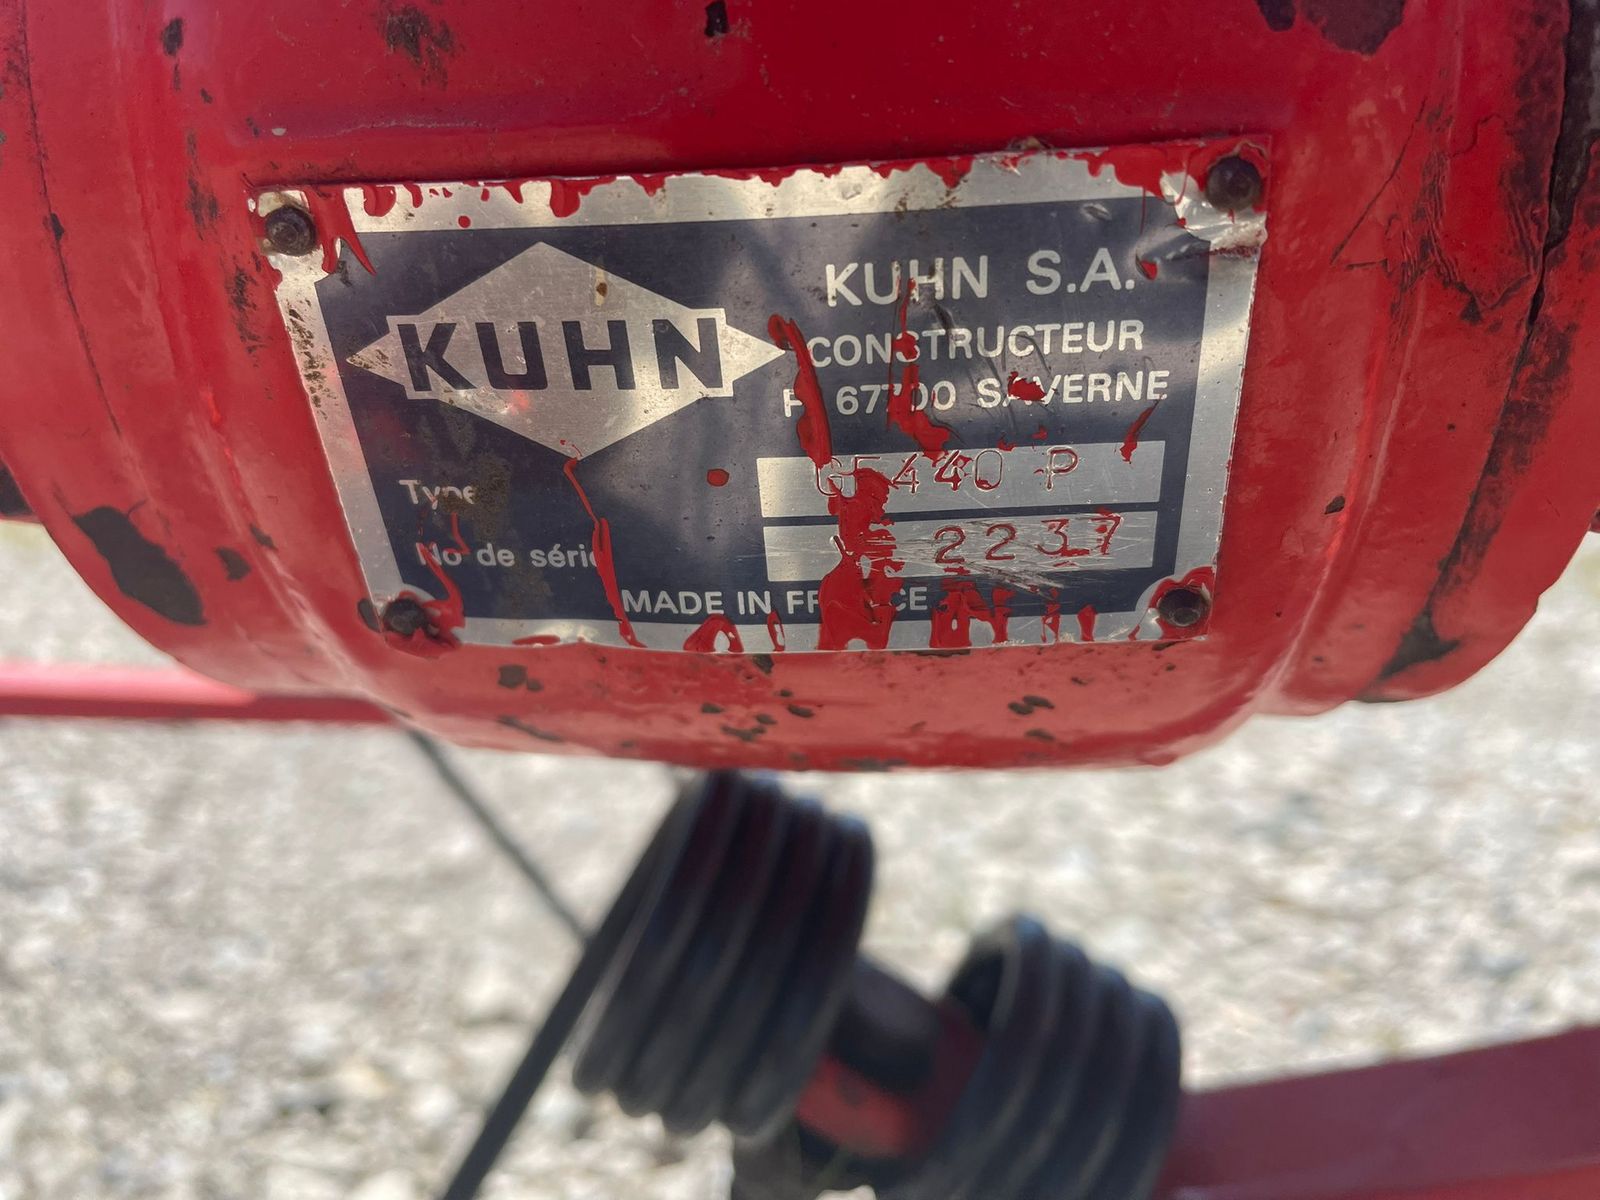 KUHN
KUHN S.A.
CONSTRUCTEUR
F 67700 SAVERNE
Type
GF440 P
No de série
2237
MADE IN FRANCE